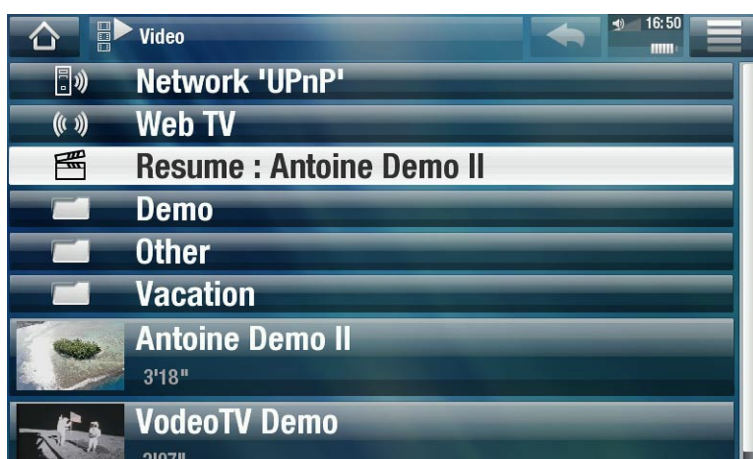 Video
16:50
Network 'UPnP'
Web TV
Resume : Antoine Demo II
Demo
Other
Vacation
Antoine Demo II
3'18"
VodeoTV Demo